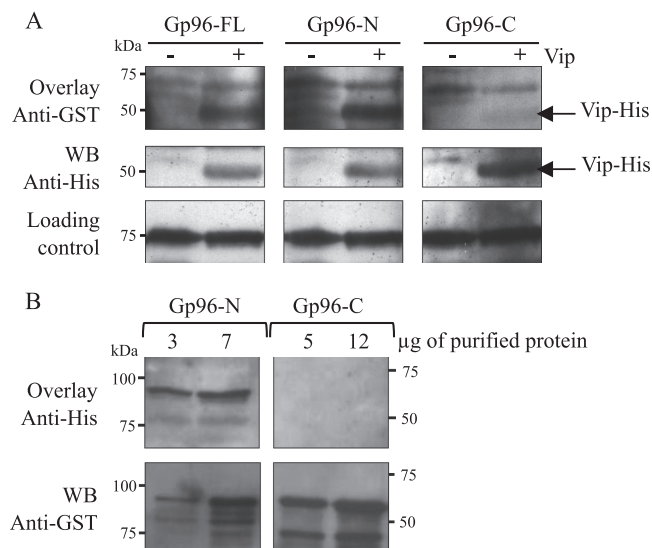 A
Gp96-FL Gp96-N Gp96-C
kDa - + - + - + Vip
75
Overlay
Anti-GST
50
Vip-His
WB
Anti-His
50
Vip-His
Loading
control
75
B
Gp96-N Gp96-C
kDa 3 7 5 12 µg of purified protein
Overlay
Anti-His
100
75
75
50
WB
Anti-GST
100
75
75
50